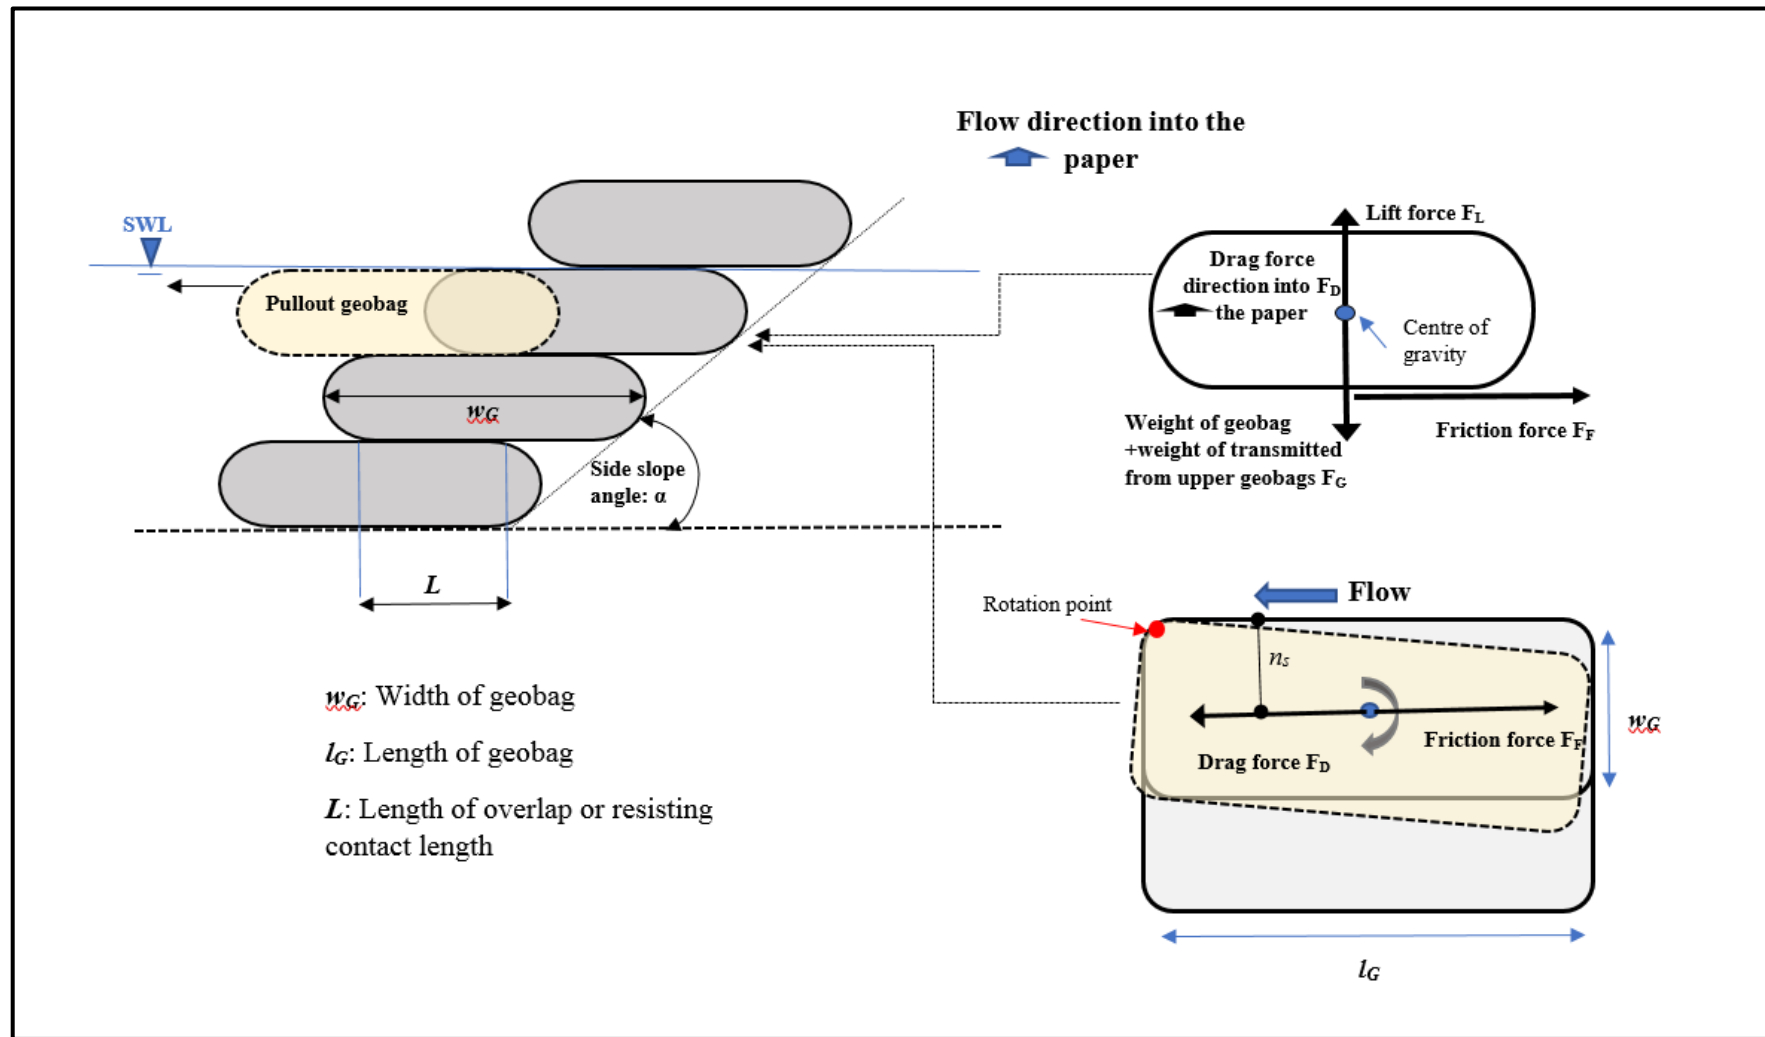 Flow direction into the
paper
SWL
Pullout geobag
wG
Side slope
angle: α
L
wG: Width of geobag
lG: Length of geobag
L: Length of overlap or resisting
contact length
Lift force FL
Drag force
direction into FD
the paper
Centre of
gravity
Weight of geobag
+weight of transmitted
from upper geobags FG
Friction force FF
Flow
Rotation point
ns
Friction force FF
Drag force FD
wG
lG